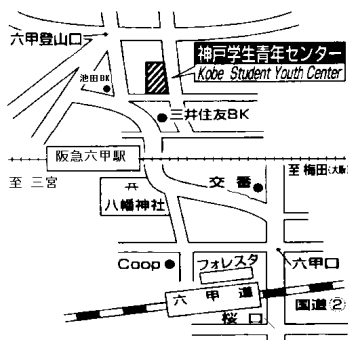 六甲登山口
神戸学生青年センター
Kobe Student Youth Center
池田BK
三井住友BK
阪急六甲駅
至 三宮
八幡神社
交番
至 梅田(大阪)
Coop
フォレスタ
六甲口
六甲道
国道②
桜口